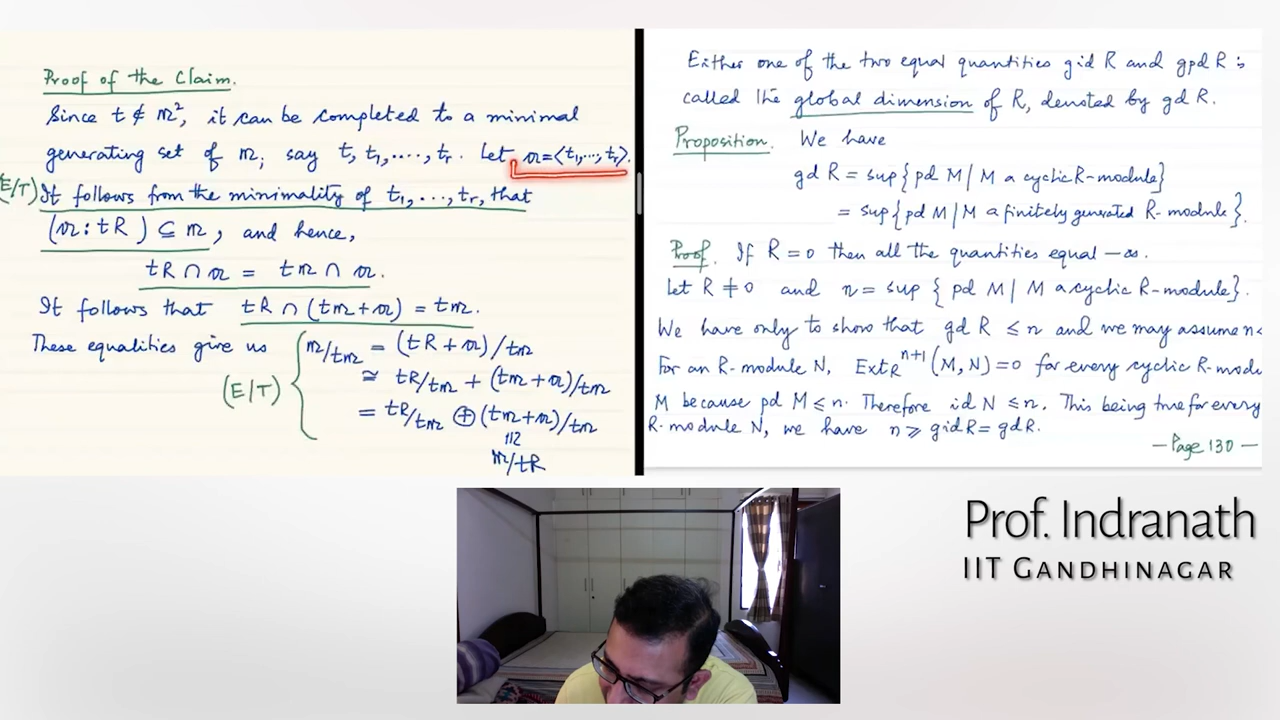 Proof of the Claim.
Since t ∉ 𝔪², it can be completed to a minimal
generating set of 𝔪, say t, t₁,....., tᵣ. Let 𝔞=⟨t₁,..., tᵣ⟩.
(E/T) It follows from the minimality of t₁,..., tᵣ, that
(𝔞 : tR) ⊆ 𝔪, and hence,
tR ∩ 𝔞 = t𝔪 ∩ 𝔞.
It follows that tR ∩ (t𝔪+𝔞) = t𝔪.
These equalities give us 𝔪/t𝔪 = (tR+𝔞)/t𝔪
≅ tR/t𝔪 + (t𝔪+𝔞)/t𝔪
(E/T)
= tR/t𝔪 ⊕ (t𝔪+𝔞)/t𝔪
≅
𝔪/tR
Either one of the two equal quantities gid R and gpd R is
called the global dimension of R, denoted by gd R.
Proposition. We have
gd R = sup{pd M | M a cyclic R-module}
= sup{pd M | M a finitely generated R-module}.
Proof. If R=0 then all the quantities equal -∞.
Let R ≠ 0 and n = sup { pd M | M a cyclic R-module}.
We have only to show that gd R ≤ n and we may assume n<
For an R-module N, Extᴿⁿ⁺¹ (M, N)=0 for every cyclic R-modu
M because pd M ≤ n. Therefore id N ≤ n. This being true for every
R-module N, we have n ≥ gid R = gd R.
— Page 130 —
Prof. Indranath
IIT GANDHINAGAR